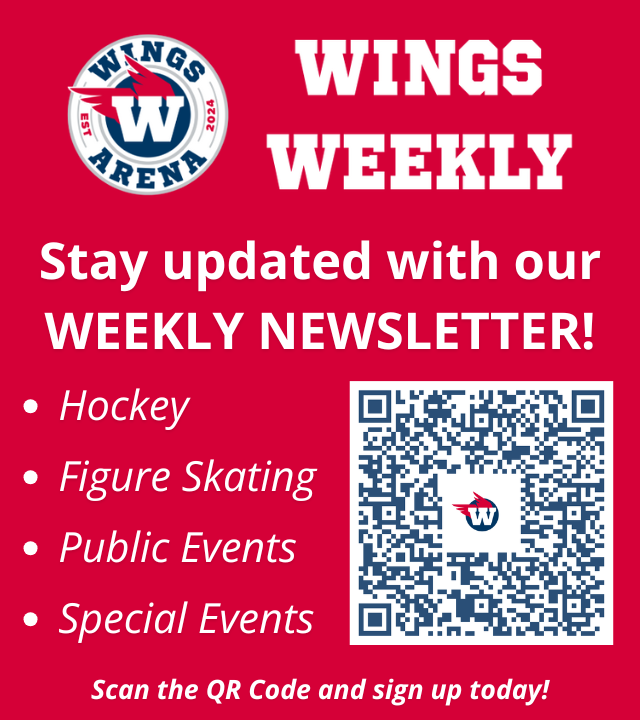 WINGS
ARENA
EST
2024
W
WINGS
WEEKLY
Stay updated with our
WEEKLY NEWSLETTER!
• Hockey
• Figure Skating
• Public Events
• Special Events
W
Scan the QR Code and sign up today!